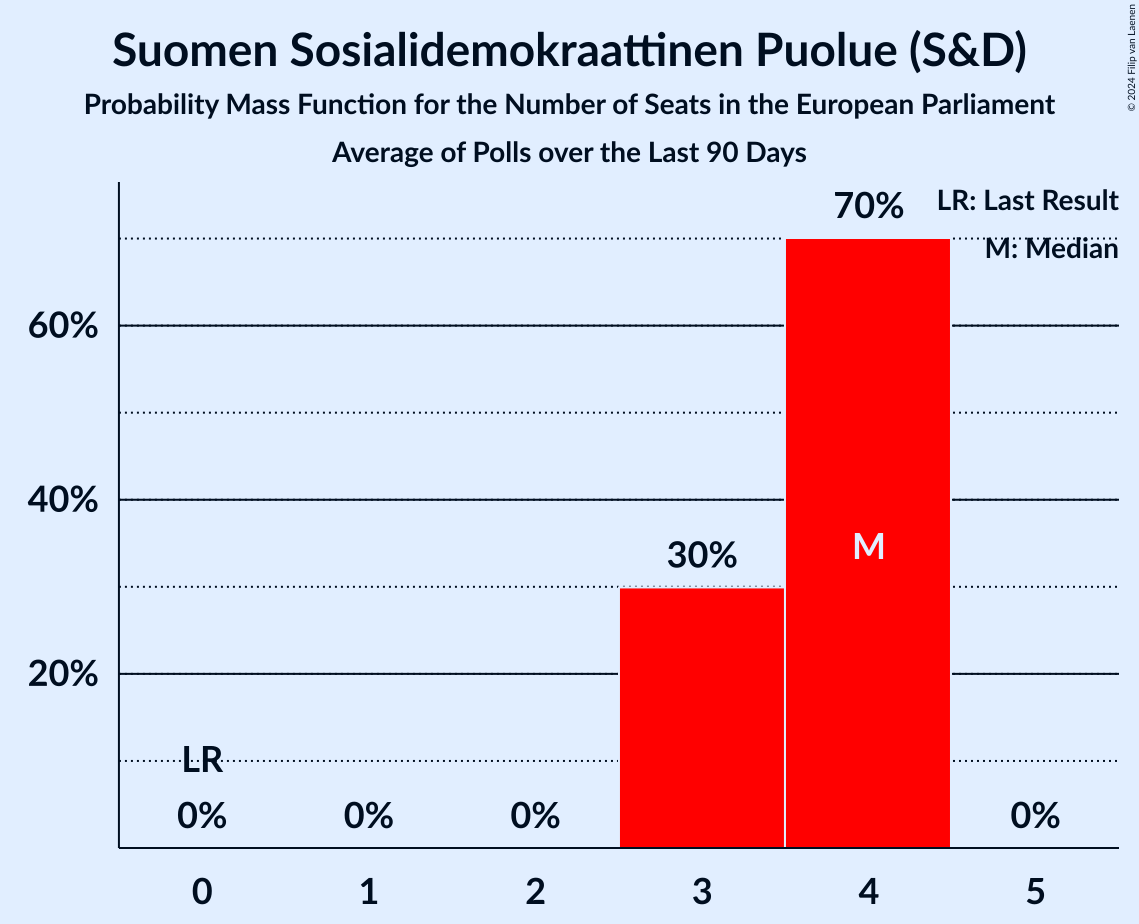 Suomen Sosialidemokraattinen Puolue (S&D)
Probability Mass Function for the Number of Seats in the European Parliament
Average of Polls over the Last 90 Days
© 2024 Filip van Laenen
LR: Last Result
M: Median
70%
60%
40%
M
30%
20%
LR
0%
0%
0%
0%
0
1
2
3
4
5